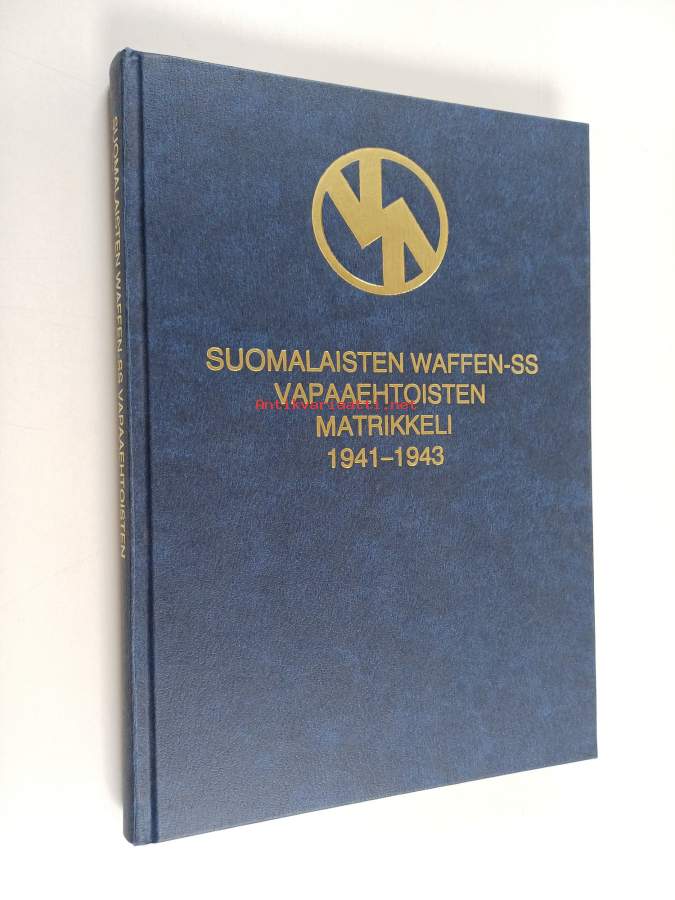 SUOMALAISTEN WAFFEN-SS
VAPAAEHTOISTEN
MATRIKKELI
1941–1943
SUOMALAISTEN WAFFEN-SS VAPAAEHTOISTEN
Antikvariaatti.net